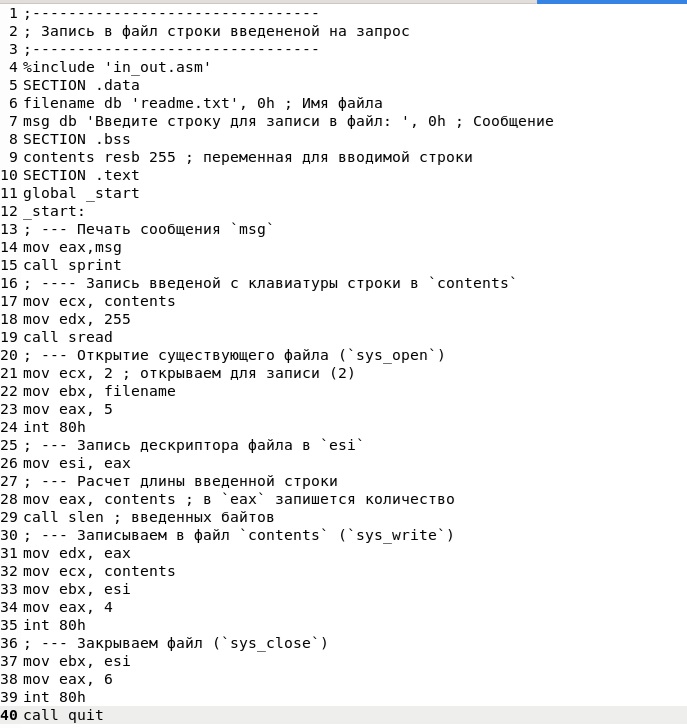 1 ;--------------------------------
2 ; Запись в файл строки введененой на запрос
3 ;--------------------------------
4 %include 'in_out.asm'
5 SECTION .data
6 filename db 'readme.txt', 0h ; Имя файла
7 msg db 'Введите строку для записи в файл: ', 0h ; Сообщение
8 SECTION .bss
9 contents resb 255 ; переменная для вводимой строки
10 SECTION .text
11 global _start
12 _start:
13 ; --- Печать сообщения `msg`
14 mov eax,msg
15 call sprint
16 ; ---- Запись введеной с клавиатуры строки в `contents`
17 mov ecx, contents
18 mov edx, 255
19 call sread
20 ; --- Открытие существующего файла (`sys_open`)
21 mov ecx, 2 ; открываем для записи (2)
22 mov ebx, filename
23 mov eax, 5
24 int 80h
25 ; --- Запись дескриптора файла в `esi`
26 mov esi, eax
27 ; --- Расчет длины введенной строки
28 mov eax, contents ; в `eax` запишется количество
29 call slen ; введенных байтов
30 ; --- Записываем в файл `contents` (`sys_write`)
31 mov edx, eax
32 mov ecx, contents
33 mov ebx, esi
34 mov eax, 4
35 int 80h
36 ; --- Закрываем файл (`sys_close`)
37 mov ebx, esi
38 mov eax, 6
39 int 80h
40 call quit